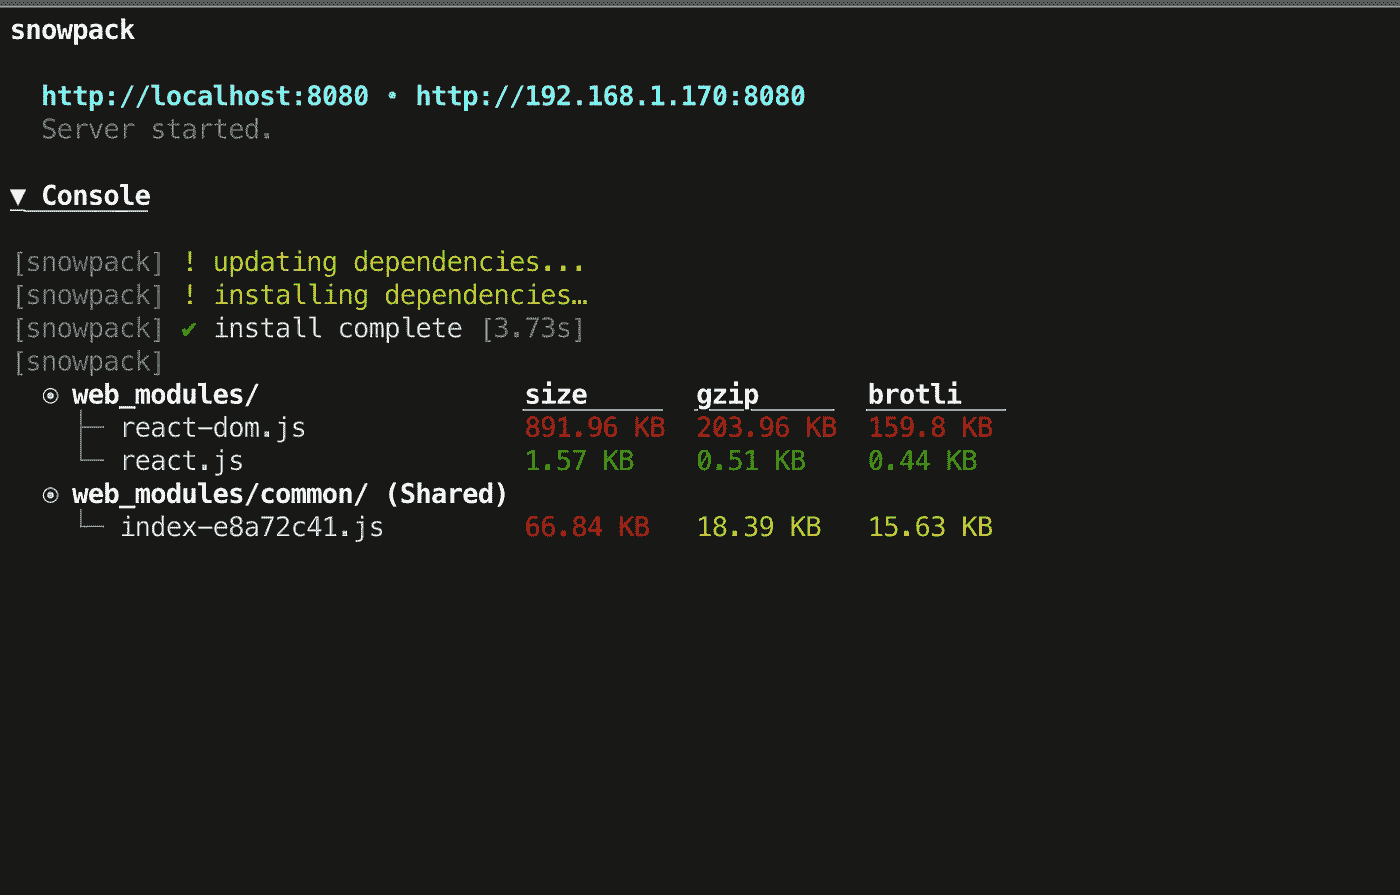 snowpack
http://localhost:8080 • http://192.168.1.170:8080
Server started.
▼ Console
[snowpack] ! updating dependencies...
[snowpack] ! installing dependencies…
[snowpack] ✔ install complete [3.73s]
[snowpack]
⦿ web_modules/ size gzip brotli
├─ react-dom.js 891.96 KB 203.96 KB 159.8 KB
└─ react.js 1.57 KB 0.51 KB 0.44 KB
⦿ web_modules/common/ (Shared)
└─ index-e8a72c41.js 66.84 KB 18.39 KB 15.63 KB